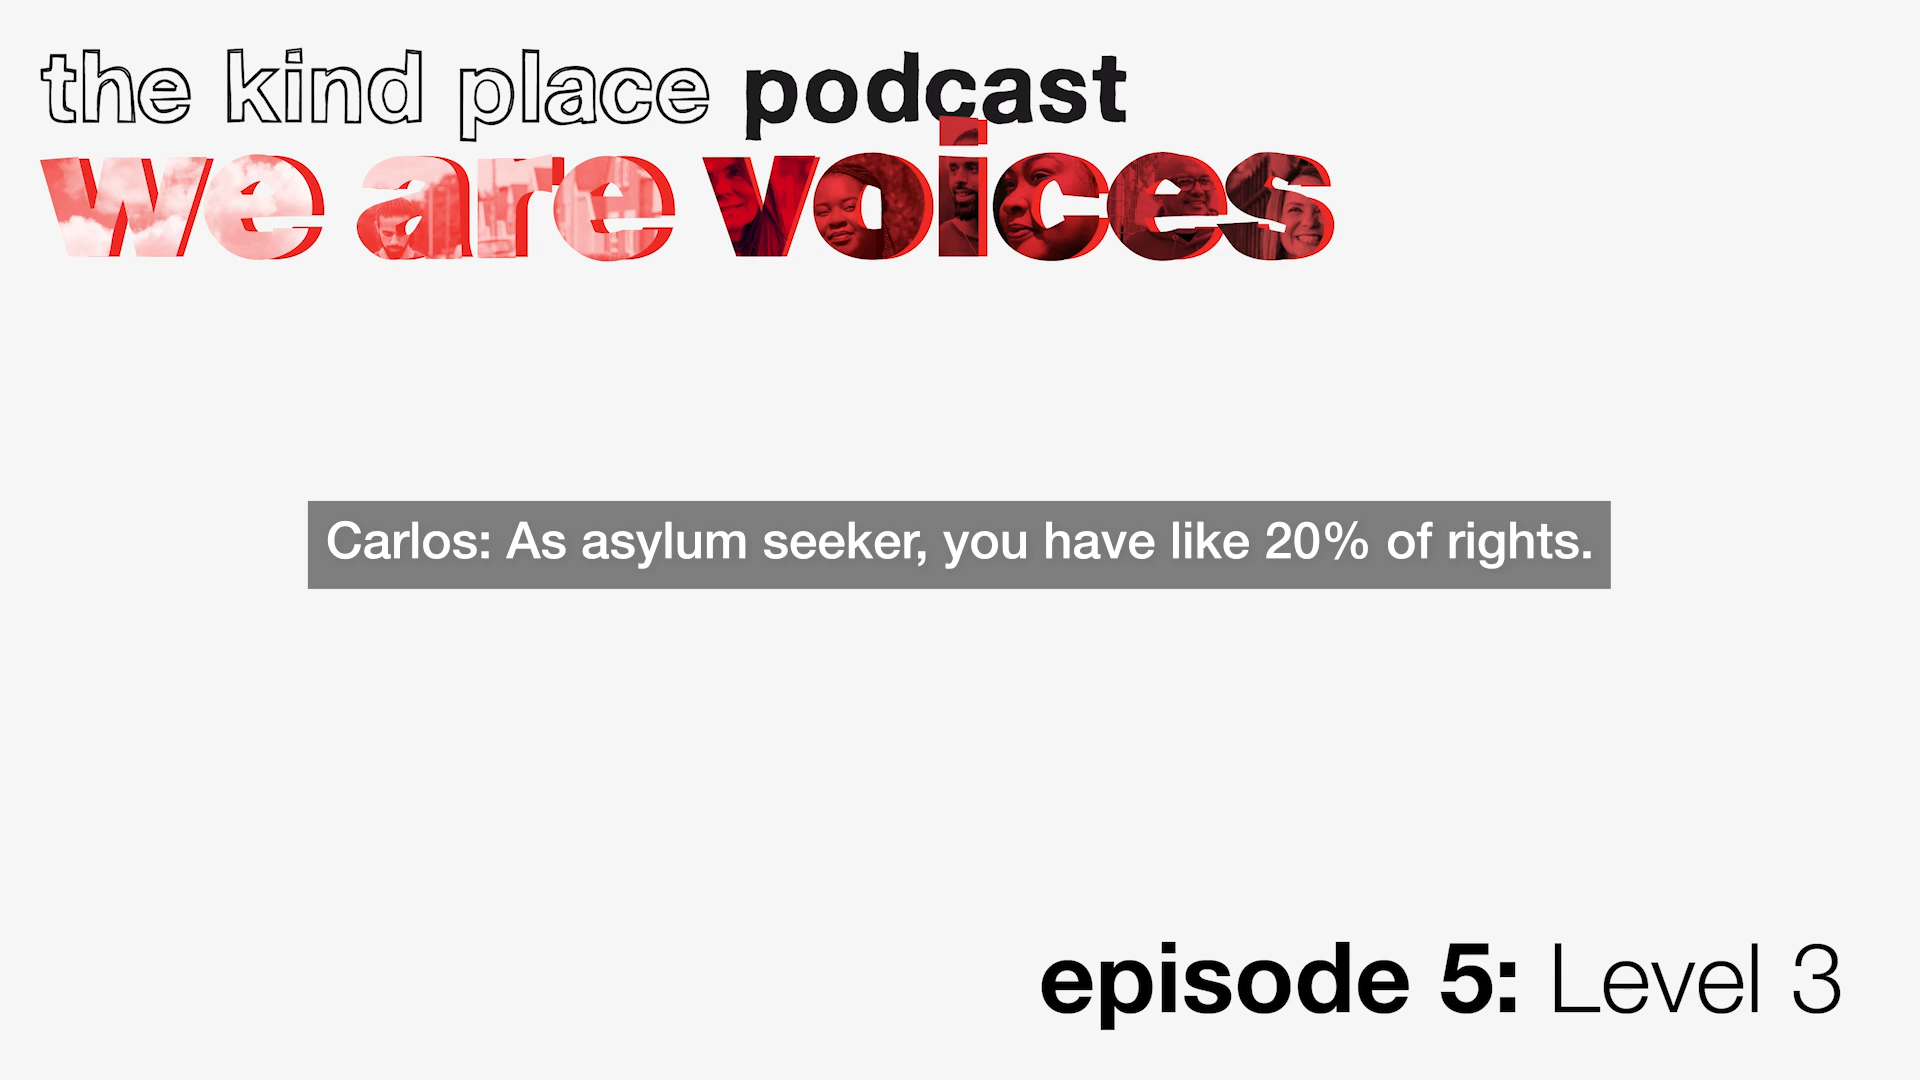 the kind place podcast
we are voices
Carlos: As asylum seeker, you have like 20% of rights.
episode 5: Level 3